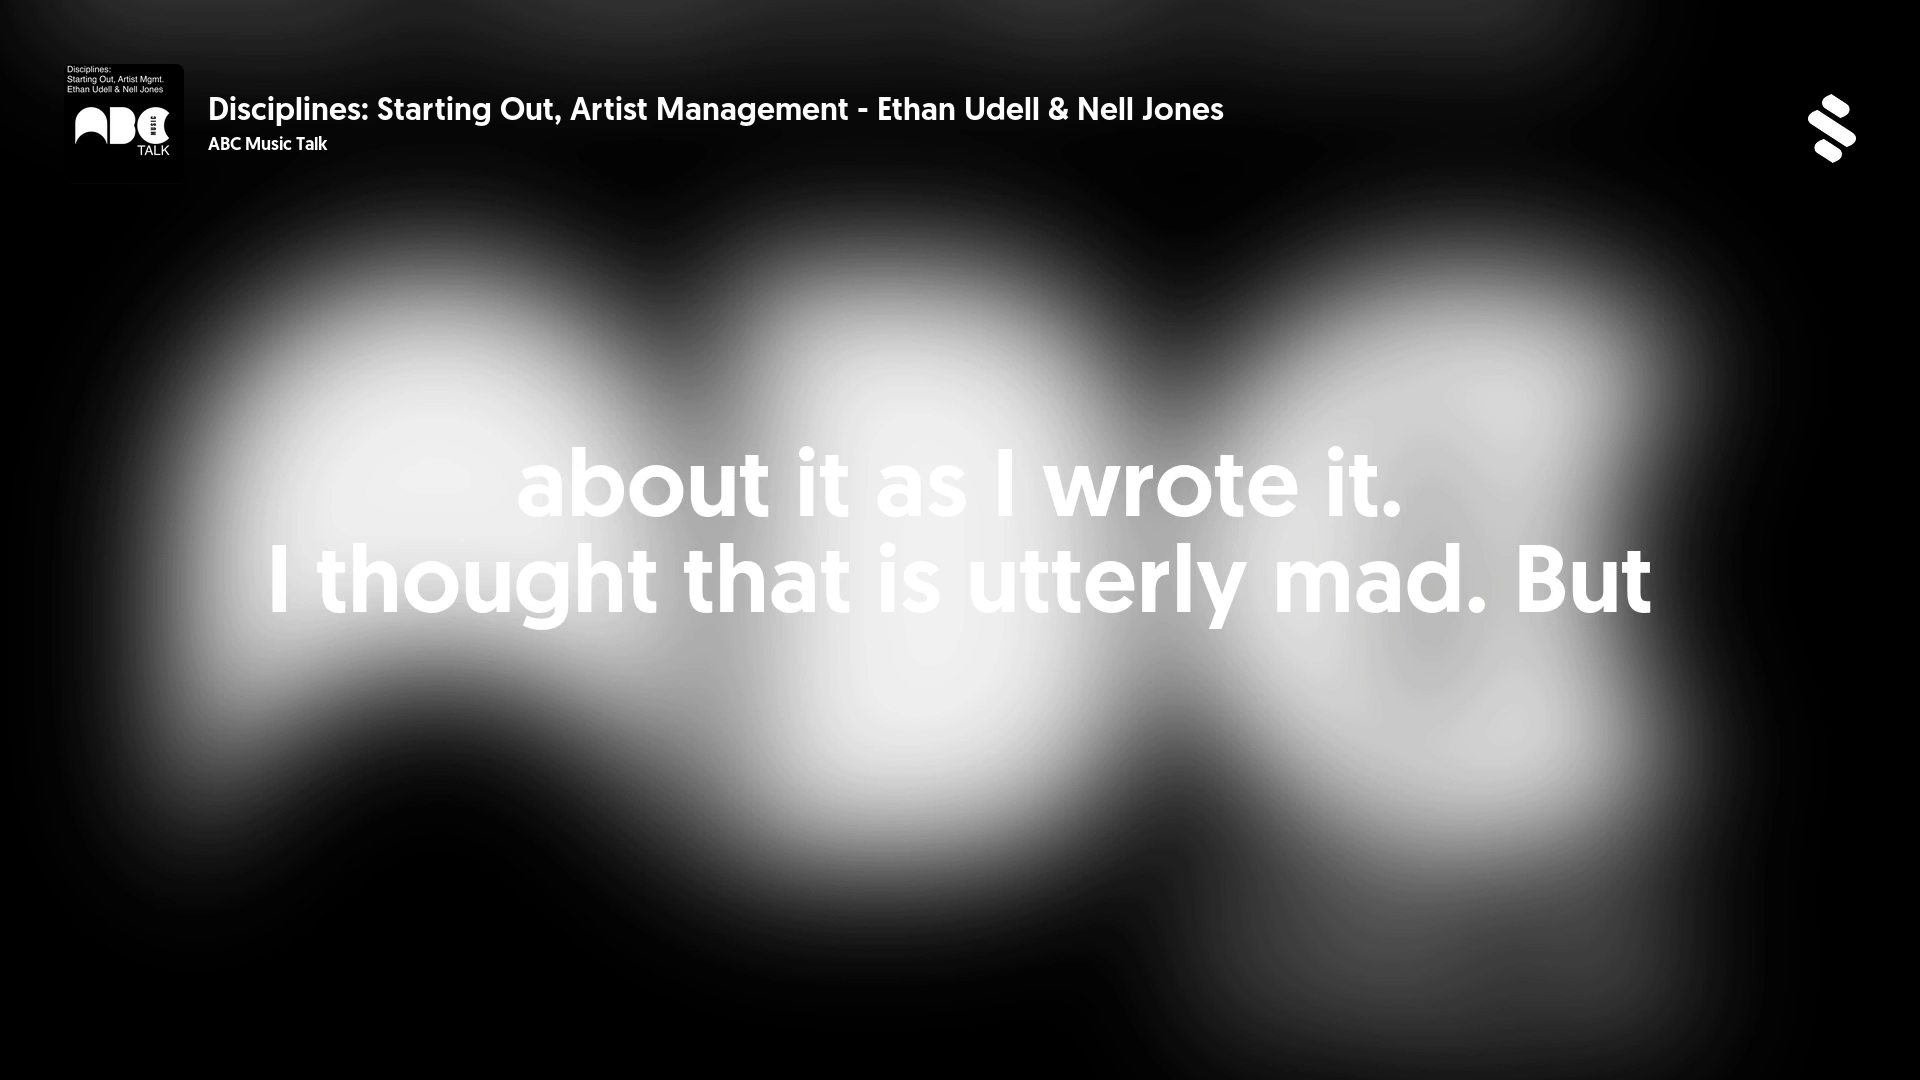 Disciplines:
Starting Out, Artist Mgmt.
Ethan Udell & Nell Jones
ABC MUSIC
TALK
Disciplines: Starting Out, Artist Management - Ethan Udell & Nell Jones
ABC Music Talk
about it as I wrote it.
I thought that is utterly mad. But